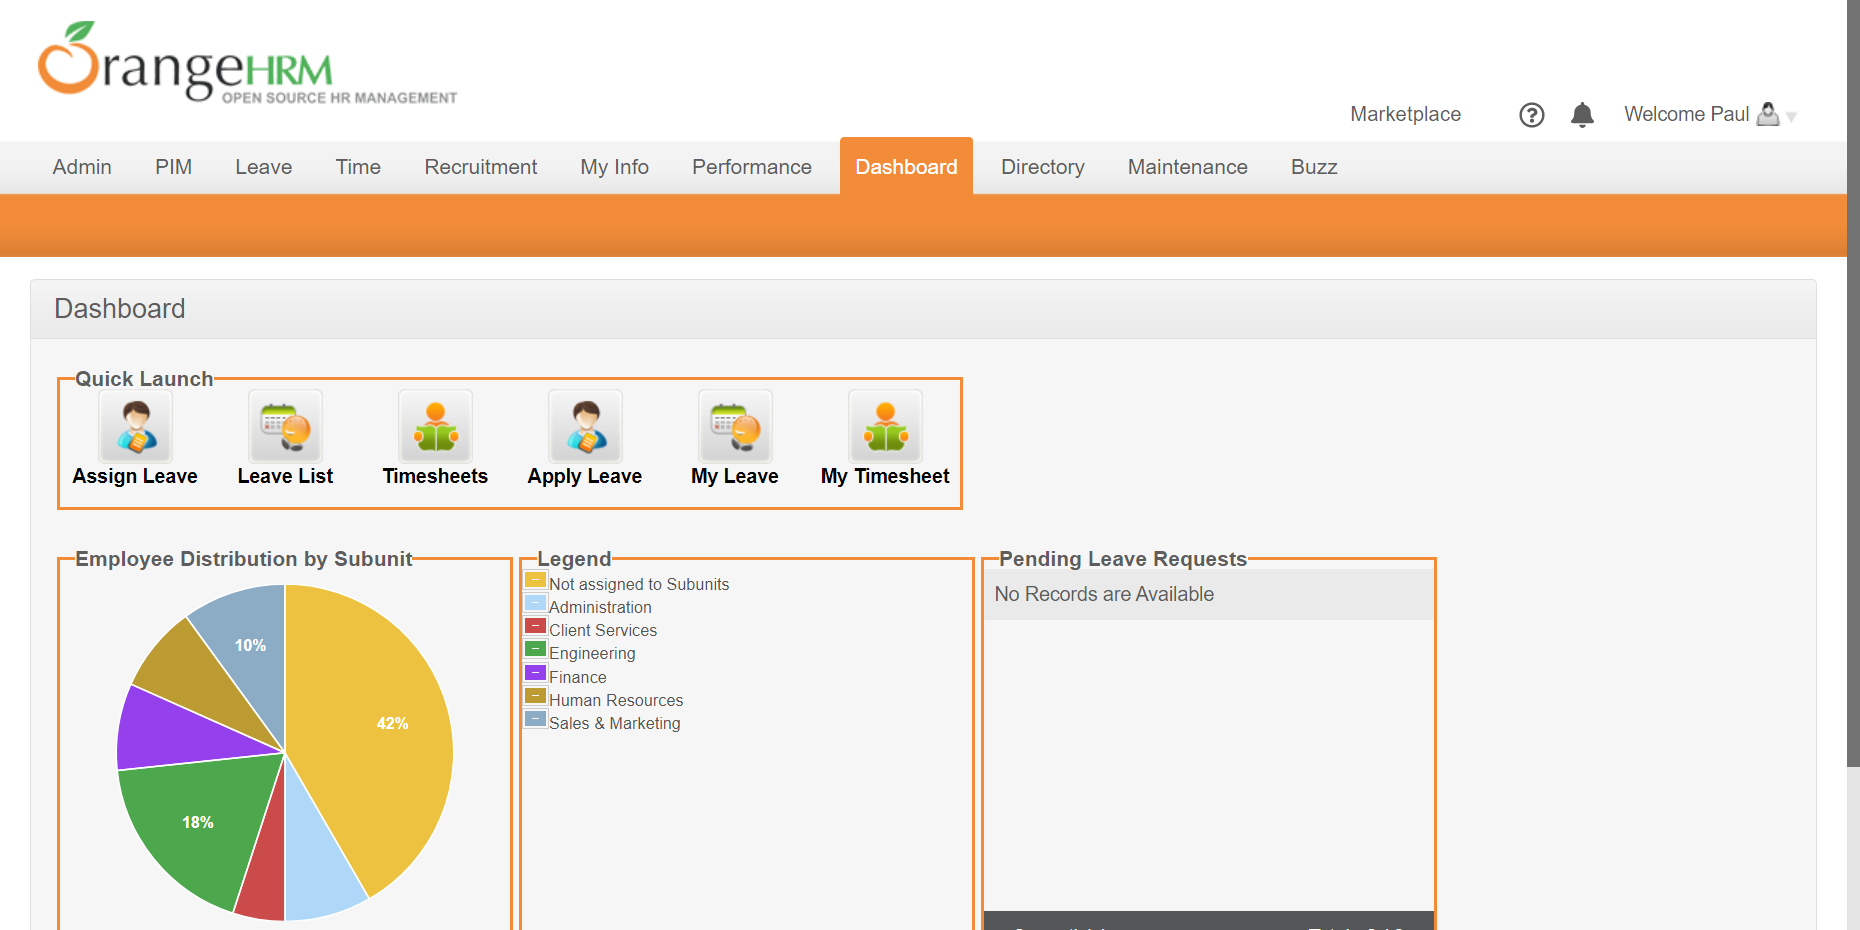 OrangeHRM
OPEN SOURCE HR MANAGEMENT
Marketplace ? Welcome Paul
Admin PIM Leave Time Recruitment My Info Performance Dashboard Directory Maintenance Buzz
Dashboard
Quick Launch
Assign Leave Leave List Timesheets Apply Leave My Leave My Timesheet
Employee Distribution by Subunit
10%
42%
18%
Legend
Not assigned to Subunits
Administration
Client Services
Engineering
Finance
Human Resources
Sales & Marketing
Pending Leave Requests
No Records are Available